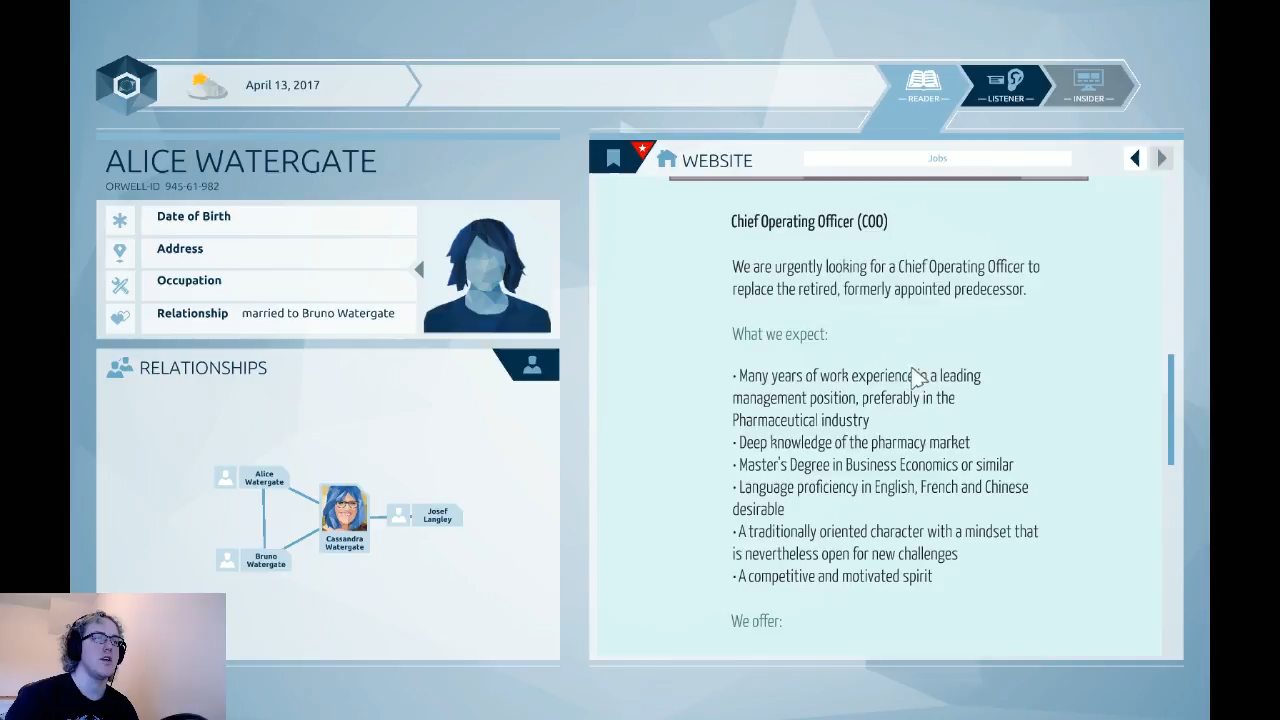 April 13, 2017
— READER —
— LISTENER —
— INSIDER —
ALICE WATERGATE
ORWELL-ID 945-61-982
Date of Birth
Address
Occupation
Relationship married to Bruno Watergate
RELATIONSHIPS
Alice
Watergate
Bruno
Watergate
Cassandra
Watergate
Josef
Langley
WEBSITE
Jobs
Chief Operating Officer (COO)
We are urgently looking for a Chief Operating Officer to
replace the retired, formerly appointed predecessor.
What we expect:
• Many years of work experience in a leading
management position, preferably in the
Pharmaceutical industry
• Deep knowledge of the pharmacy market
• Master's Degree in Business Economics or similar
• Language proficiency in English, French and Chinese
desirable
• A traditionally oriented character with a mindset that
is nevertheless open for new challenges
• A competitive and motivated spirit
We offer: